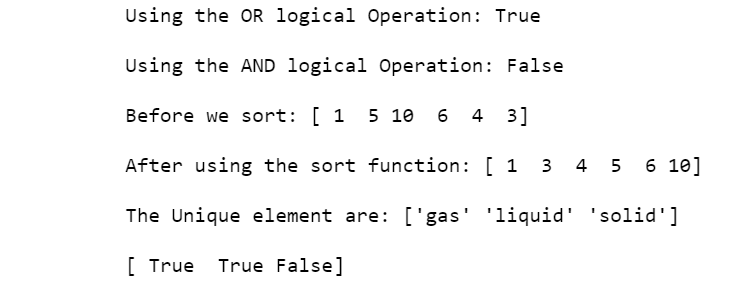 Using the OR logical Operation: True
Using the AND logical Operation: False
Before we sort: [ 1  5 10  6  4  3]
After using the sort function: [ 1  3  4  5  6 10]
The Unique element are: ['gas' 'liquid' 'solid']
[ True  True False]